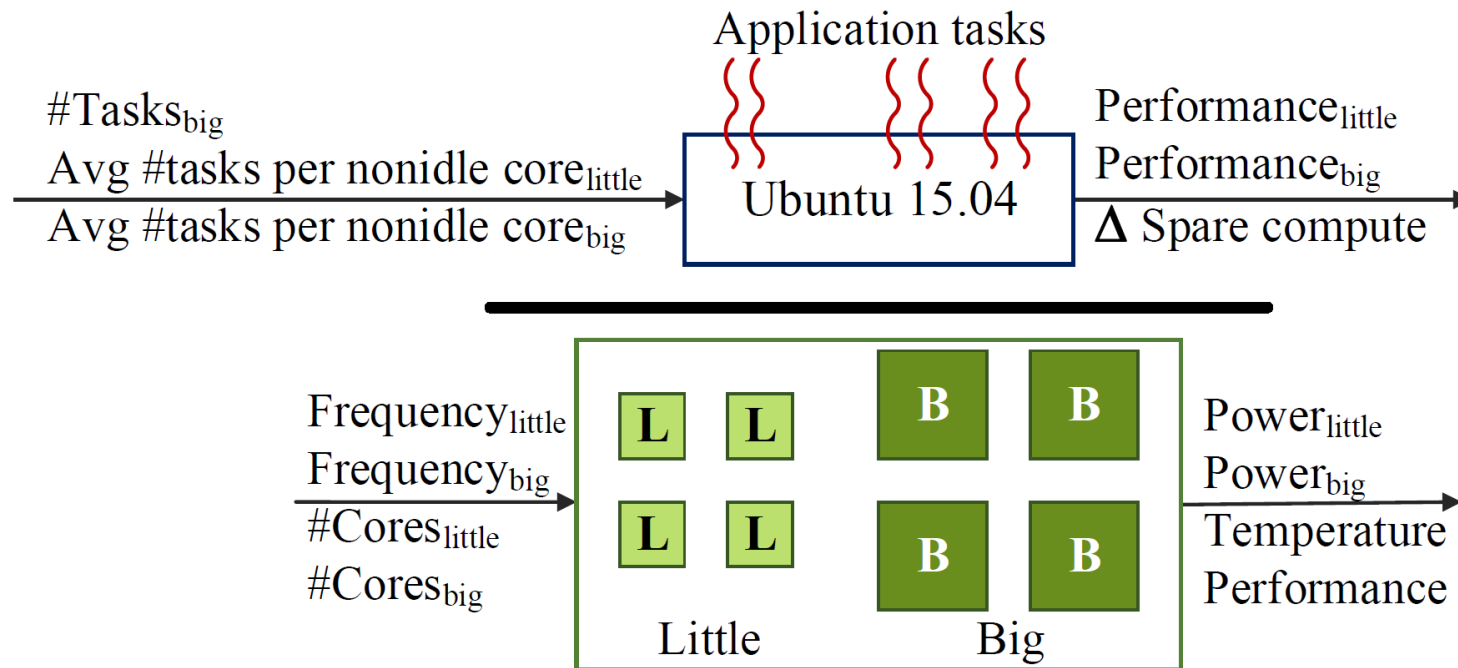 Application tasks
#Tasksbig
Avg #tasks per nonidle corelittle
Avg #tasks per nonidle corebig
Ubuntu 15.04
Performancelittle
Performancebig
Δ Spare compute
Frequencylittle
Frequencybig
#Coreslittle
#Coresbig
L L
L L
Little
B B
B B
Big
Powerlittle
Powerbig
Temperature
Performance